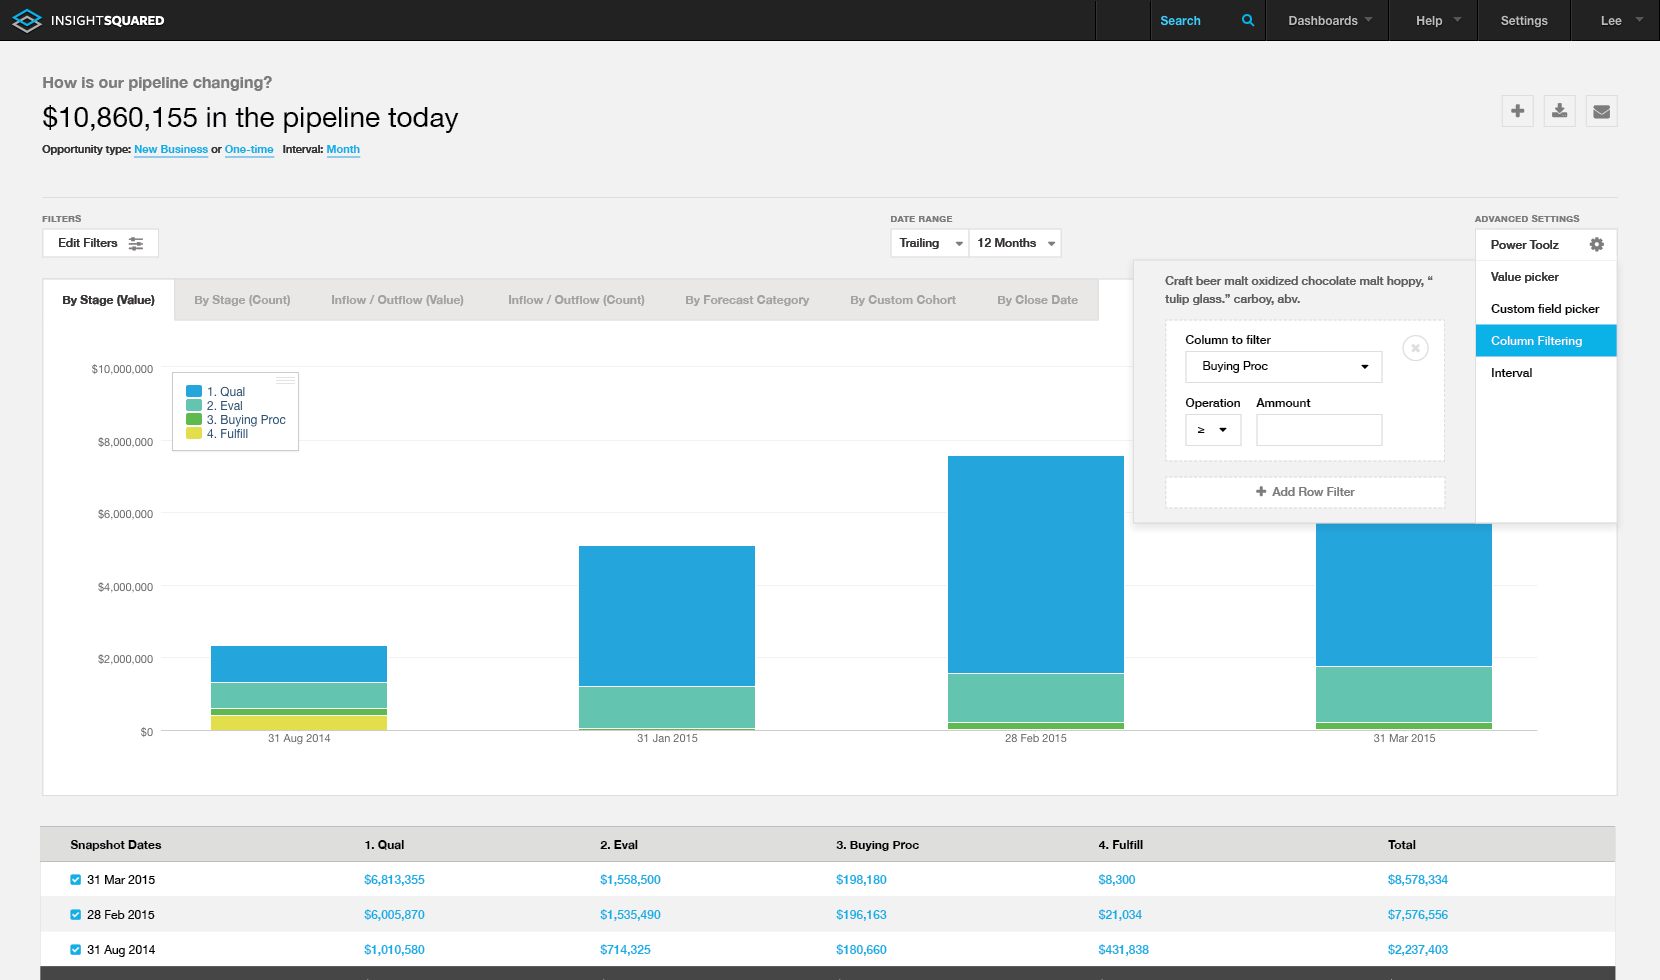 INSIGHTSQUARED
Search
Dashboards
Help
Settings
Lee
How is our pipeline changing?
$10,860,155 in the pipeline today
Opportunity type: New Business or One-time Interval: Month
FILTERS
Edit Filters
DATE RANGE
Trailing
12 Months
ADVANCED SETTINGS
Power Toolz
Value picker
Custom field picker
Column Filtering
Interval
Craft beer malt oxidized chocolate malt hoppy, “
tulip glass.” carboy, abv.
Column to filter
Buying Proc
Operation
Ammount
≥
Add Row Filter
By Stage (Value)
By Stage (Count)
Inflow / Outflow (Value)
Inflow / Outflow (Count)
By Forecast Category
By Custom Cohort
By Close Date
$10,000,000
$8,000,000
$6,000,000
$4,000,000
$2,000,000
$0
1. Qual
2. Eval
3. Buying Proc
4. Fulfill
31 Aug 2014
31 Jan 2015
28 Feb 2015
31 Mar 2015
Snapshot Dates 1. Qual 2. Eval 3. Buying Proc 4. Fulfill Total
31 Mar 2015 $6,813,355 $1,558,500 $198,180 $8,300 $8,578,334
28 Feb 2015 $6,005,870 $1,535,490 $196,163 $21,034 $7,576,556
31 Aug 2014 $1,010,580 $714,325 $180,660 $431,838 $2,237,403